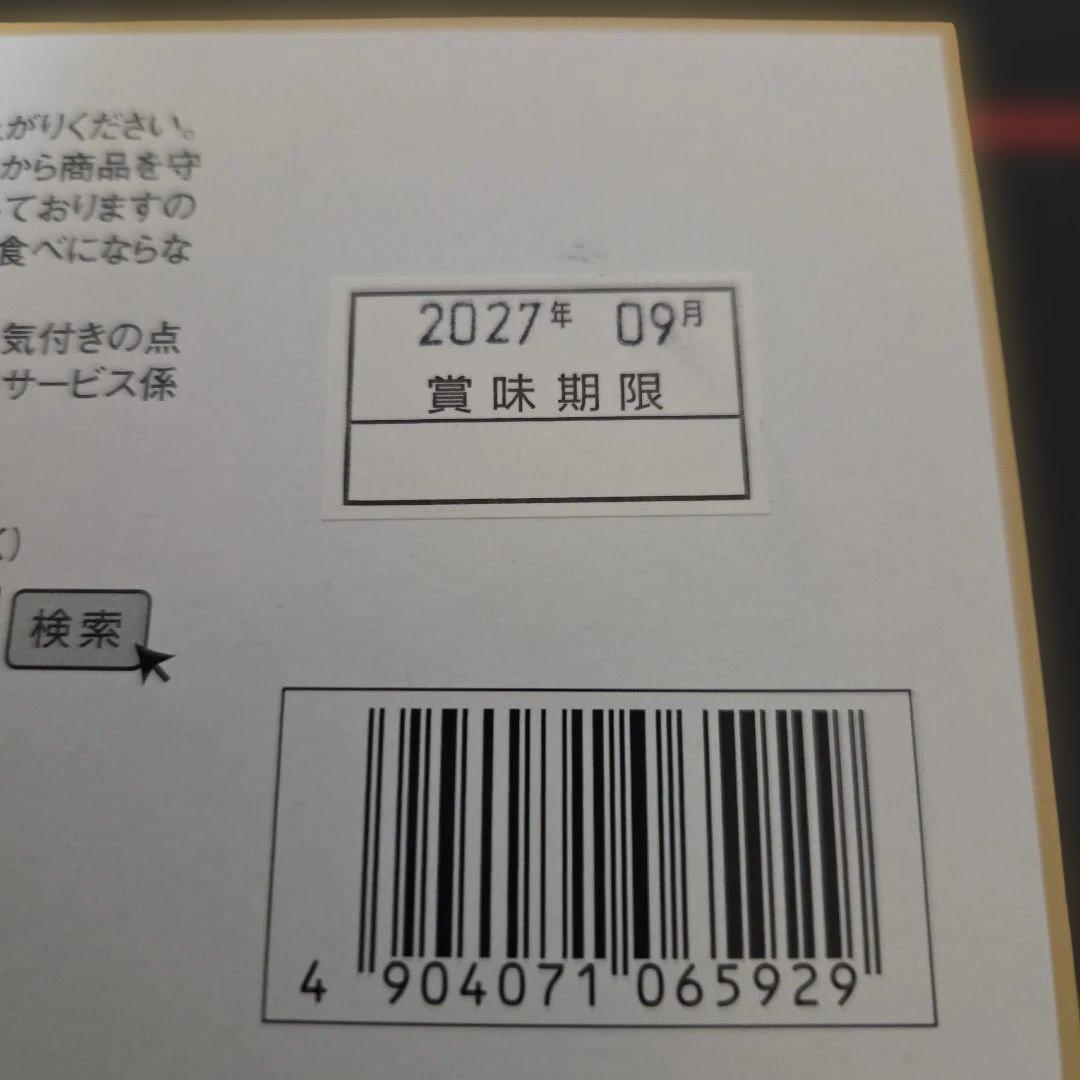 がりください。
から商品を守
ておりますの
食べにならな
気付きの点
サービス係
2027年 09月
賞味期限
検索
4 904071 065929